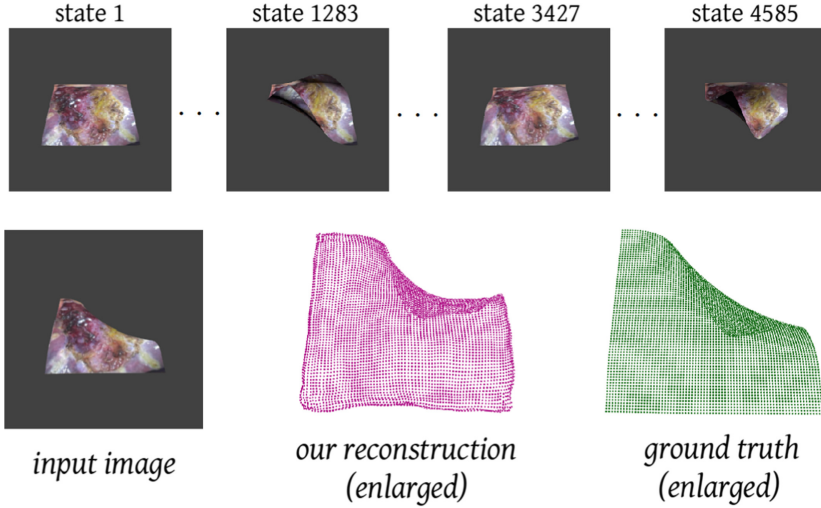 state 1 state 1283 state 3427 state 4585
. . . . . . . . .
input image our reconstruction ground truth
(enlarged) (enlarged)